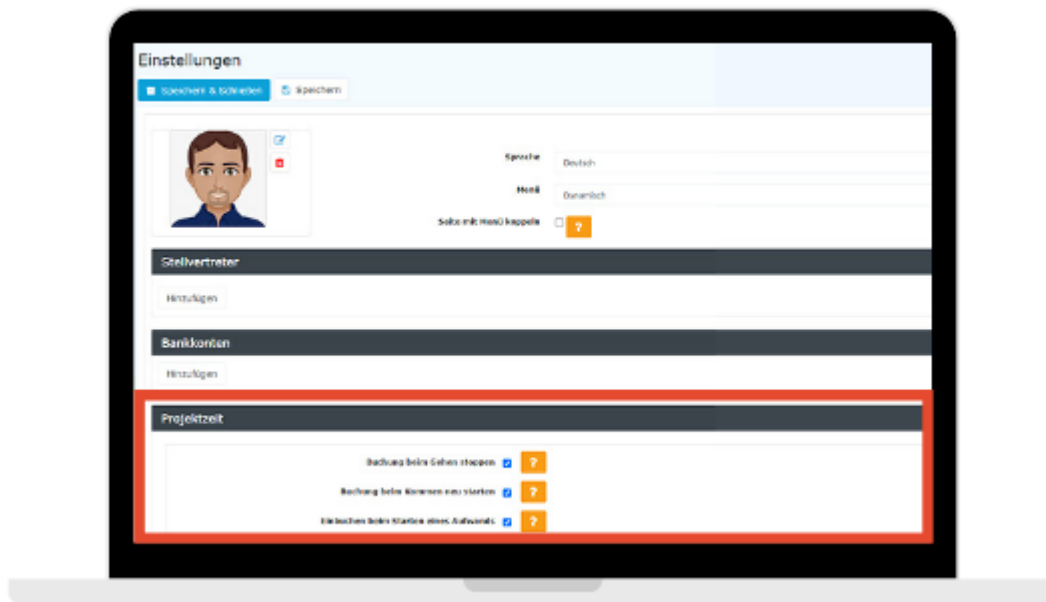 Einstellungen
Speichern & Schließen Speichern
Sprache Deutsch
Menü Dynamisch
Seite mit Menü koppeln ?
Stellvertreter
Hinzufügen
Bankkonten
Hinzufügen
Projektzeit
Buchung beim Gehen stoppen ?
Buchung beim Kommen neu starten ?
Einbuchen beim Starten eines Aufwands ?